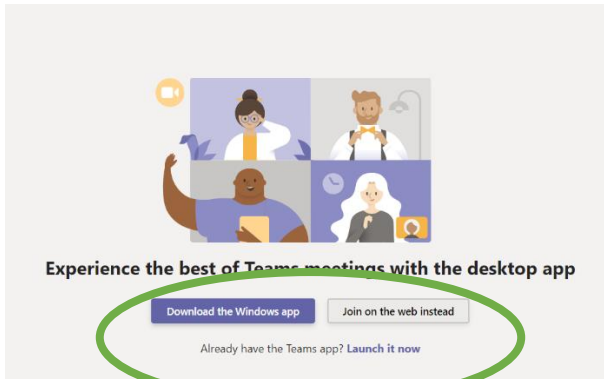 Experience the best of Teams meetings with the desktop app
Download the Windows app
Join on the web instead
Already have the Teams app? Launch it now